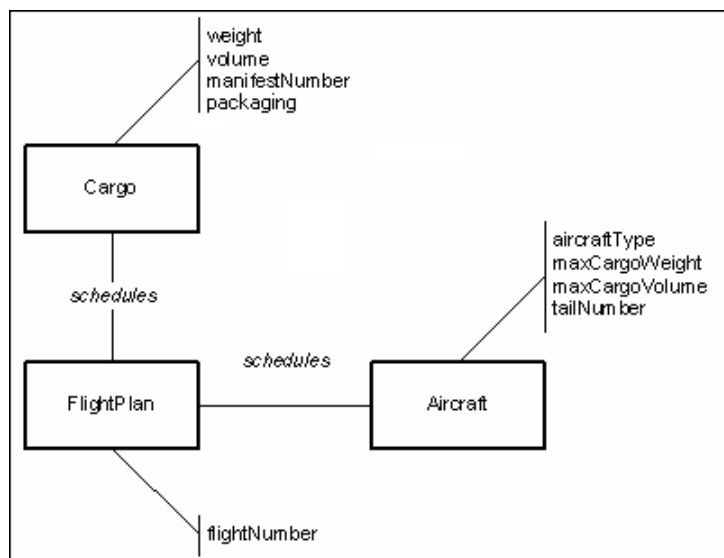 weight
volume
manifestNumber
packaging
Cargo
schedules
aircraftType
maxCargoWeight
maxCargoVolume
tailNumber
schedules
FlightPlan
Aircraft
flightNumber